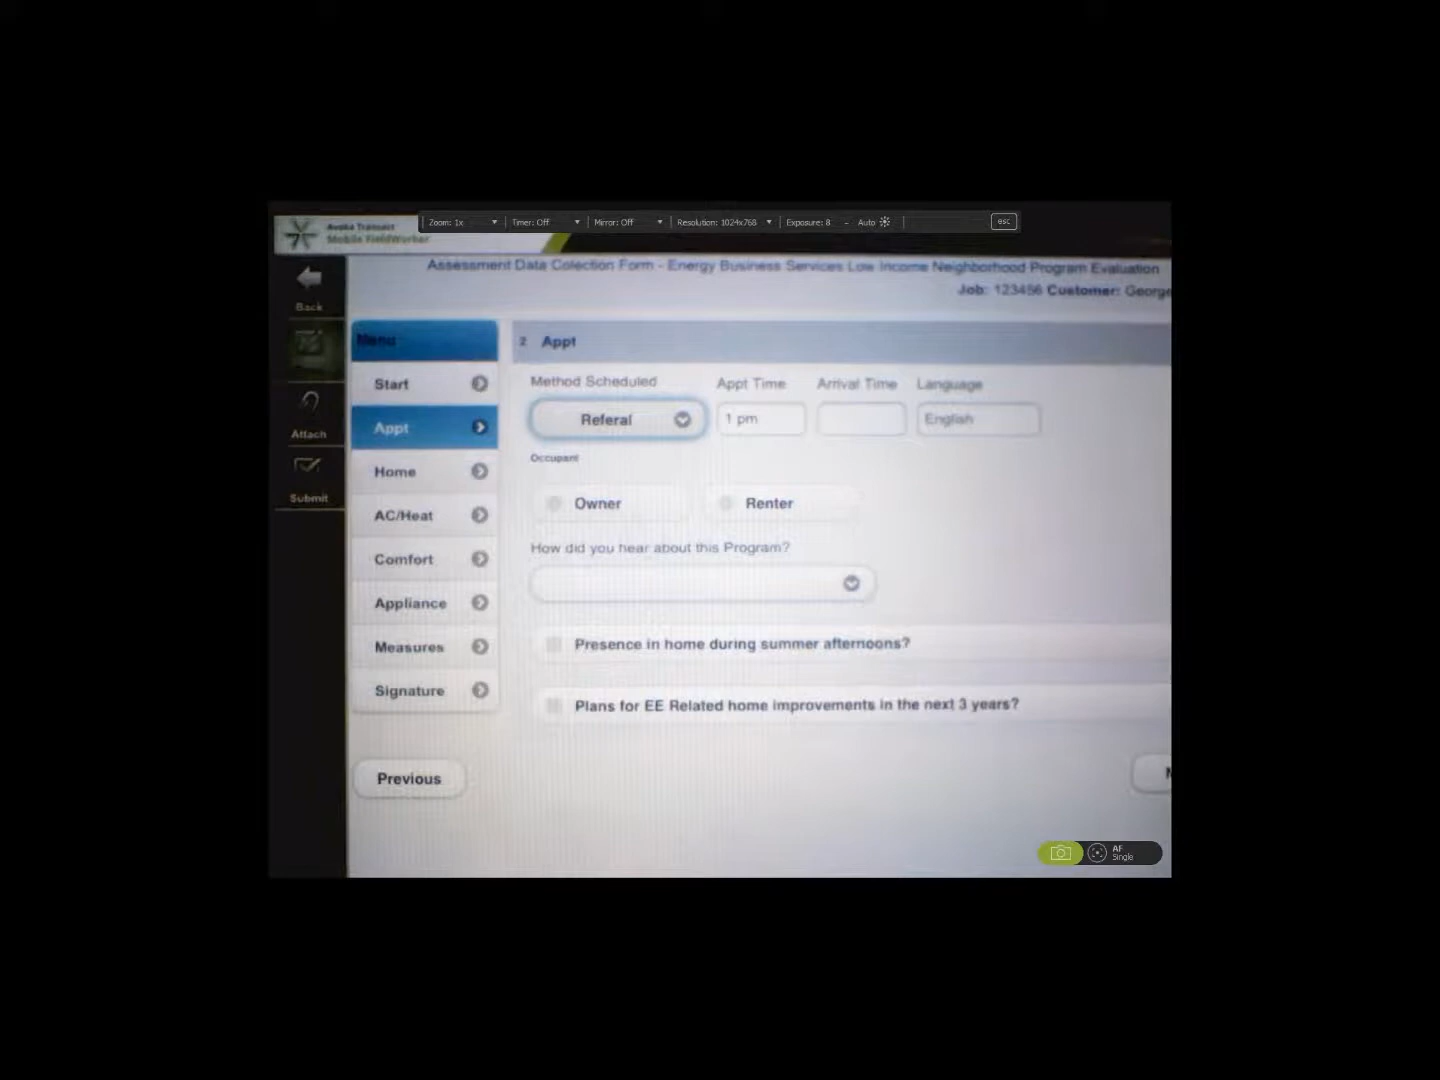 Zoom: 1x Timer: Off Mirror: Off Resolution: 1024x768 Exposure: 8 - Auto esc
Avoka Transact
Mobile FieldWorker
Assessment Data Colection Form - Energy Business Services Low Income Neighborhood Program Evaluation
Job: 123456 Customer: George
Back
Menu
2 Appt
Start
Method Scheduled Appt Time Arrival Time Language
Appt
Referal 1 pm English
Attach
Occupant
Home
Submit
Owner Renter
AC/Heat
How did you hear about this Program?
Comfort
Appliance
Measures
Presence in home during summer afternoons?
Signature
Plans for EE Related home improvements in the next 3 years?
Previous
AF
Single